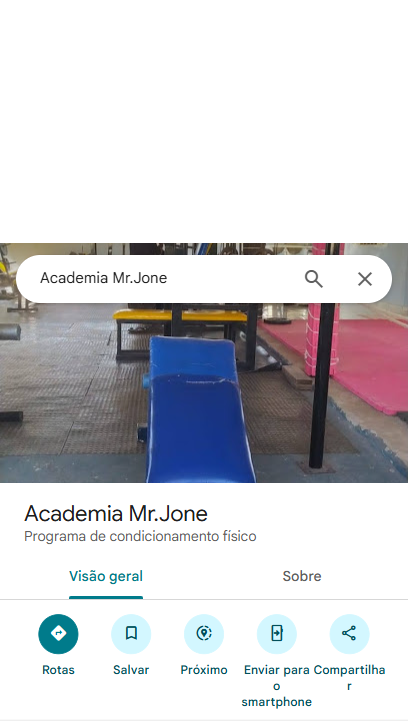 Academia Mr.Jone
Academia Mr.Jone
Programa de condicionamento físico
Visão geral
Sobre
Rotas
Salvar
Próximo
Enviar para
o
smartphone
Compartilha
r